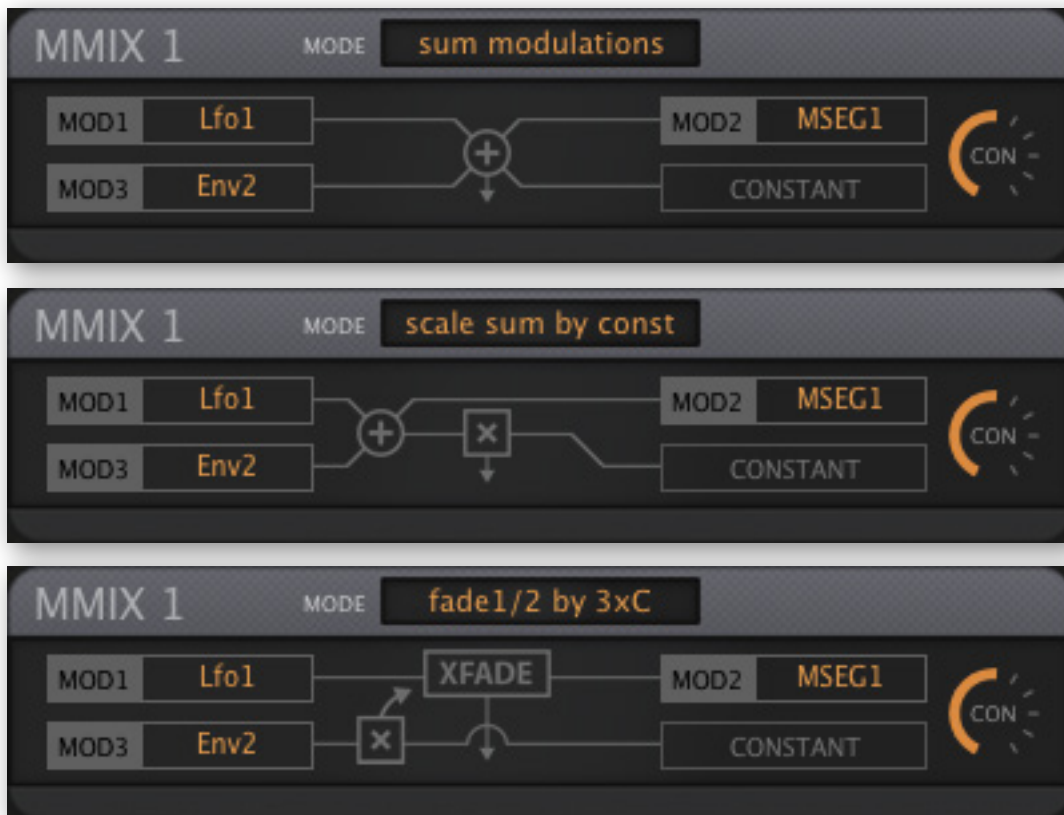 MMIX 1 MODE sum modulations
MOD1 Lfo1 + MOD2 MSEG1
CON
MOD3 Env2 CONSTANT
MMIX 1 MODE scale sum by const
MOD1 Lfo1 + × MOD2 MSEG1
CON
MOD3 Env2 CONSTANT
MMIX 1 MODE fade1/2 by 3xC
MOD1 Lfo1 XFADE MOD2 MSEG1
CON
MOD3 Env2 × CONSTANT